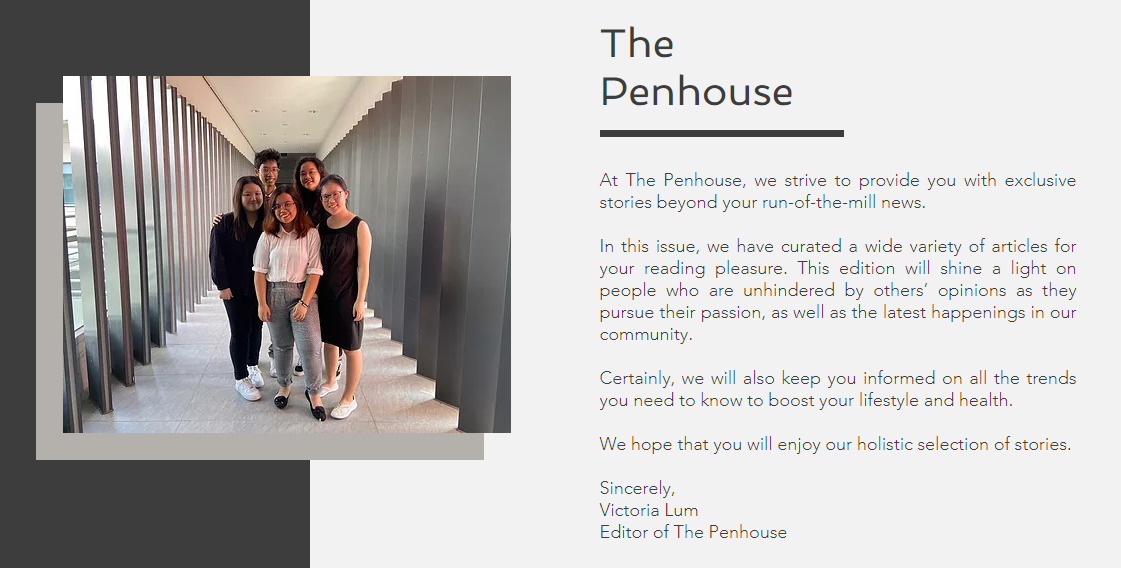 The
Penhouse
At The Penhouse, we strive to provide you with exclusive
stories beyond your run-of-the-mill news.
In this issue, we have curated a wide variety of articles for
your reading pleasure. This edition will shine a light on
people who are unhindered by others’ opinions as they
pursue their passion, as well as the latest happenings in our
community.
Certainly, we will also keep you informed on all the trends
you need to know to boost your lifestyle and health.
We hope that you will enjoy our holistic selection of stories.
Sincerely,
Victoria Lum
Editor of The Penhouse